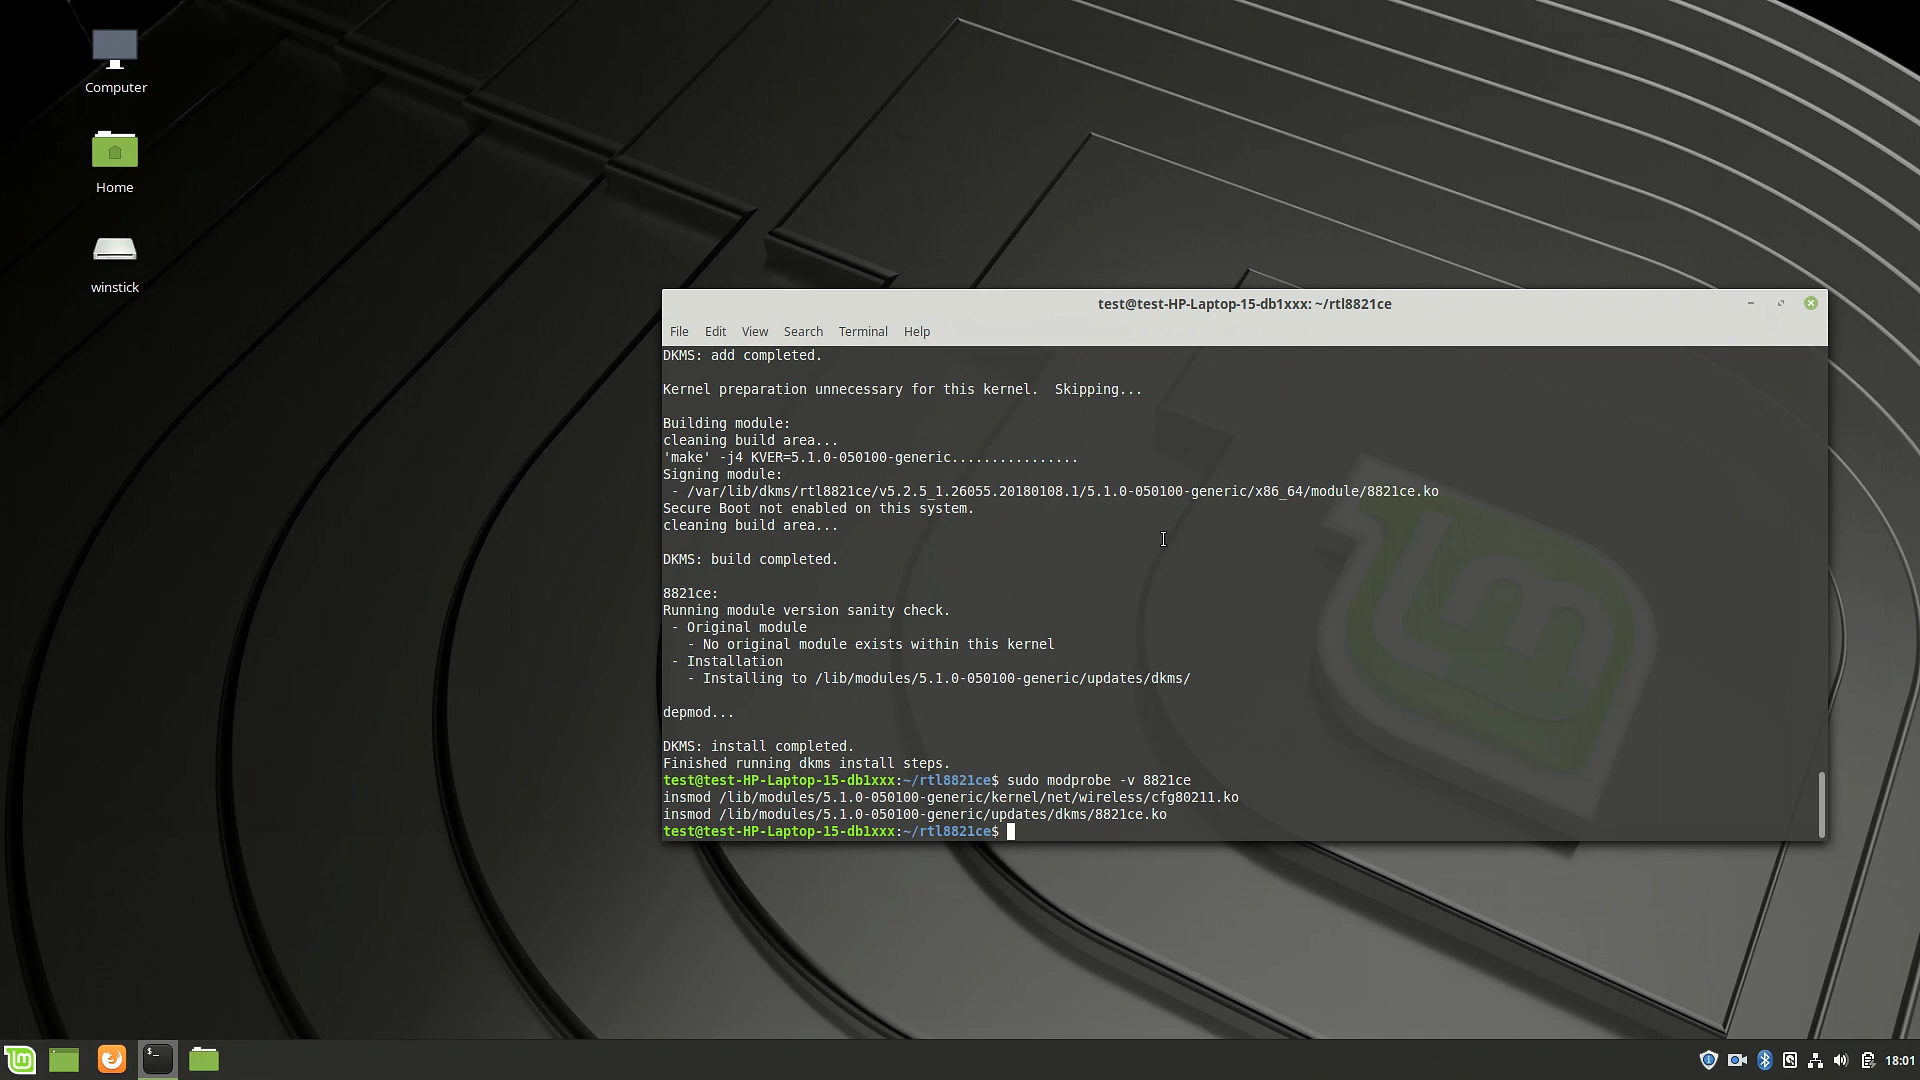 Computer
Home
winstick
test@test-HP-Laptop-15-db1xxx: ~/rtl8821ce
File Edit View Search Terminal Help
DKMS: add completed.
Kernel preparation unnecessary for this kernel.  Skipping...
Building module:
cleaning build area...
'make' -j4 KVER=5.1.0-050100-generic................
Signing module:
 - /var/lib/dkms/rtl8821ce/v5.2.5_1.26055.20180108.1/5.1.0-050100-generic/x86_64/module/8821ce.ko
Secure Boot not enabled on this system.
cleaning build area...
DKMS: build completed.
8821ce:
Running module version sanity check.
 - Original module
   - No original module exists within this kernel
 - Installation
   - Installing to /lib/modules/5.1.0-050100-generic/updates/dkms/
depmod...
DKMS: install completed.
Finished running dkms install steps.
test@test-HP-Laptop-15-db1xxx:~/rtl8821ce$ sudo modprobe -v 8821ce
insmod /lib/modules/5.1.0-050100-generic/kernel/net/wireless/cfg80211.ko
insmod /lib/modules/5.1.0-050100-generic/updates/dkms/8821ce.ko
test@test-HP-Laptop-15-db1xxx:~/rtl8821ce$
18:01